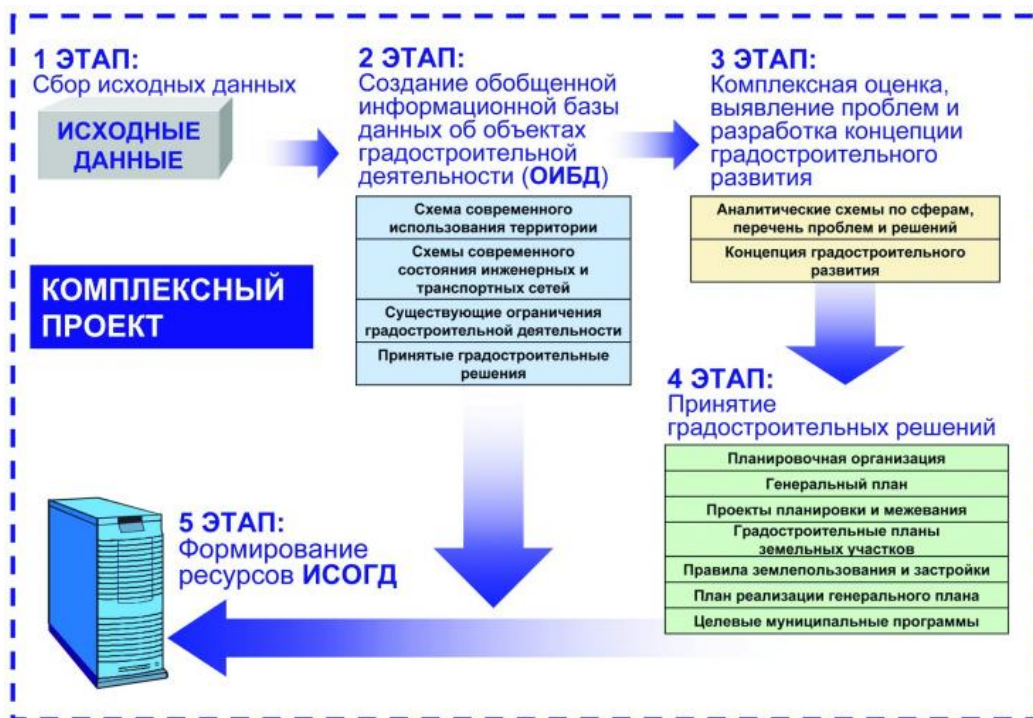 1 ЭТАП:
Сбор исходных данных
ИСХОДНЫЕ
ДАННЫЕ
КОМПЛЕКСНЫЙ
ПРОЕКТ
2 ЭТАП:
Создание обобщенной
информационной базы
данных об объектах
градостроительной
деятельности (ОИБД)
Схема современного
использования территории
Схемы современного
состояния инженерных и
транспортных сетей
Существующие ограничения
градостроительной деятельности
Принятые градостроительные
решения
3 ЭТАП:
Комплексная оценка,
выявление проблем и
разработка концепции
градостроительного
развития
Аналитические схемы по сферам,
перечень проблем и решений
Концепция градостроительного
развития
4 ЭТАП:
Принятие
градостроительных решений
Планировочная организация
Генеральный план
Проекты планировки и межевания
Градостроительные планы
земельных участков
Правила землепользования и застройки
План реализации генерального плана
Целевые муниципальные программы
5 ЭТАП:
Формирование
ресурсов ИСОГД